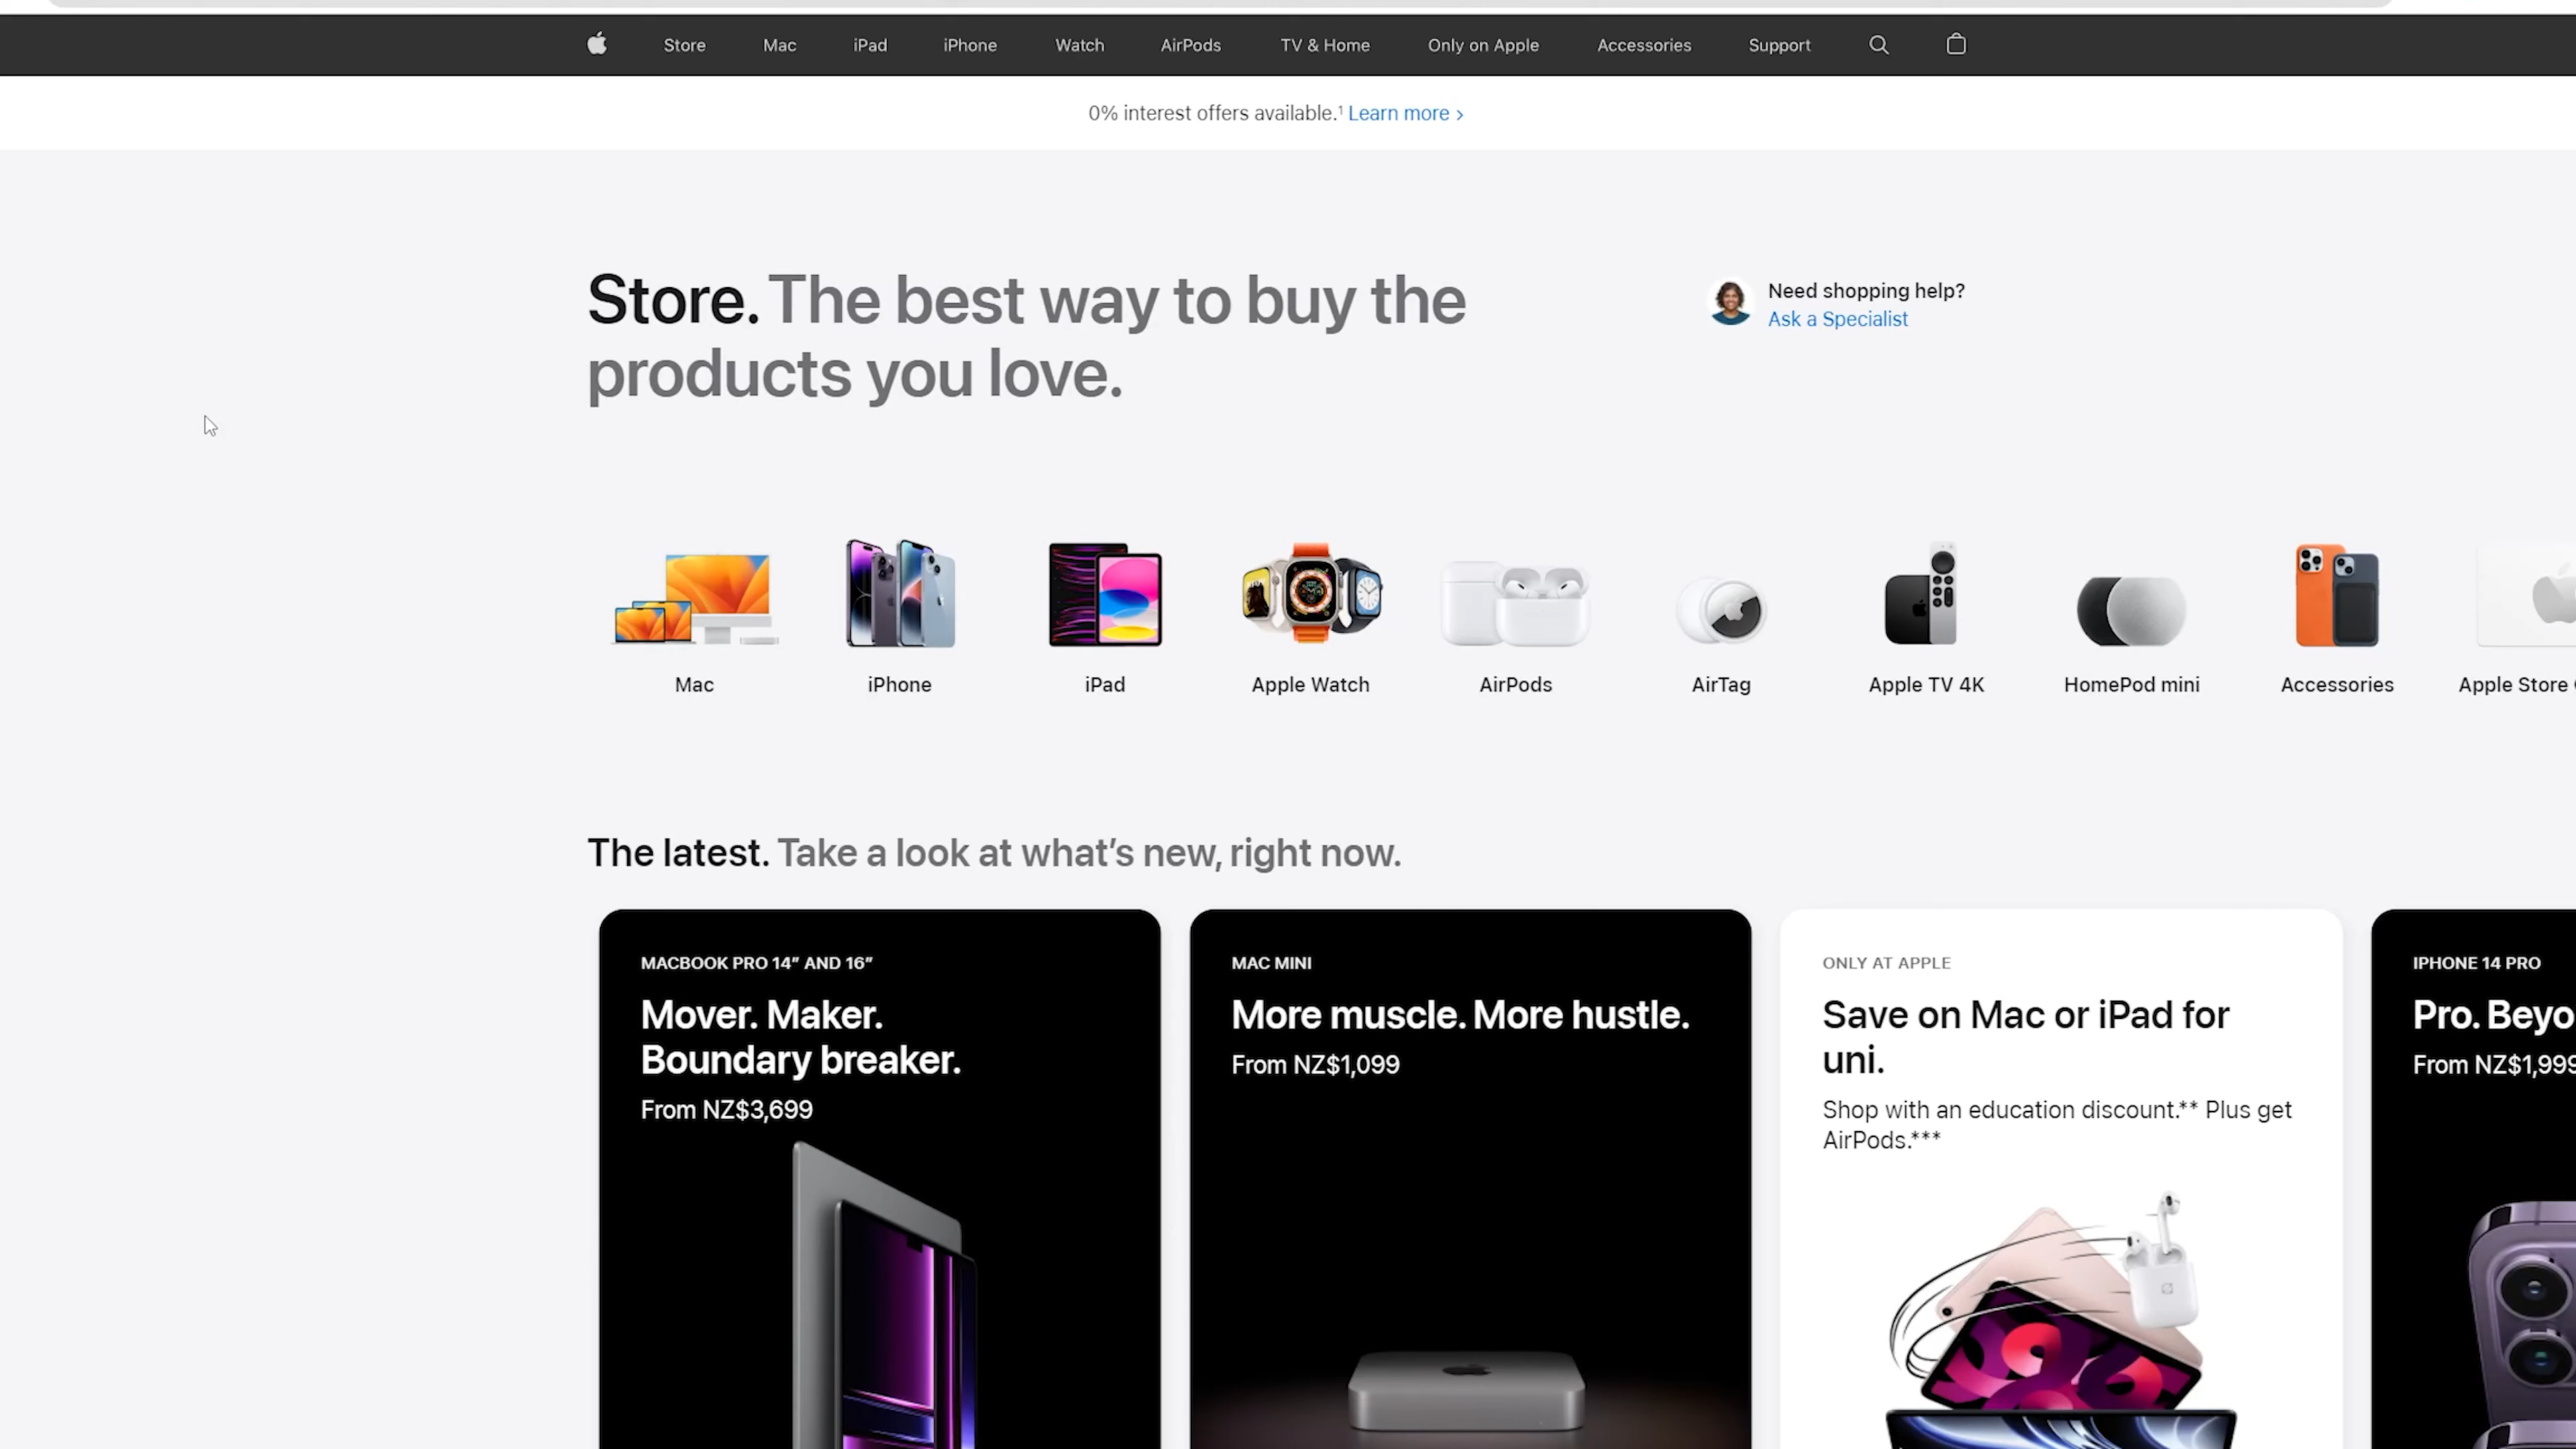 Store Mac iPad iPhone Watch AirPods TV & Home Only on Apple Accessories Support
0% interest offers available.¹ Learn more >
Store. The best way to buy the
products you love.
Need shopping help?
Ask a Specialist
Mac iPhone iPad Apple Watch AirPods AirTag Apple TV 4K HomePod mini Accessories Apple Store
The latest. Take a look at what’s new, right now.
MACBOOK PRO 14” AND 16”
Mover. Maker.
Boundary breaker.
From NZ$3,699
MAC MINI
More muscle. More hustle.
From NZ$1,099
ONLY AT APPLE
Save on Mac or iPad for
uni.
Shop with an education discount.** Plus get
AirPods.***
IPHONE 14 PRO
Pro.
From NZ$1,999